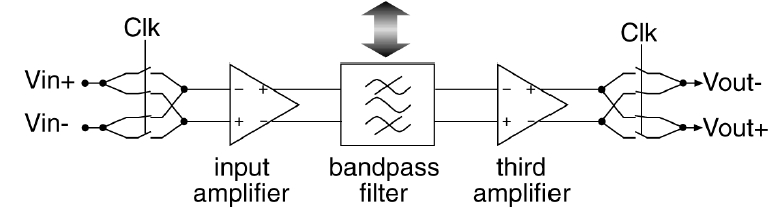 Clk
Clk
Vin+
Vin-
- +
+ -
- +
+ -
Vout-
Vout+
input
amplifier
bandpass
filter
third
amplifier